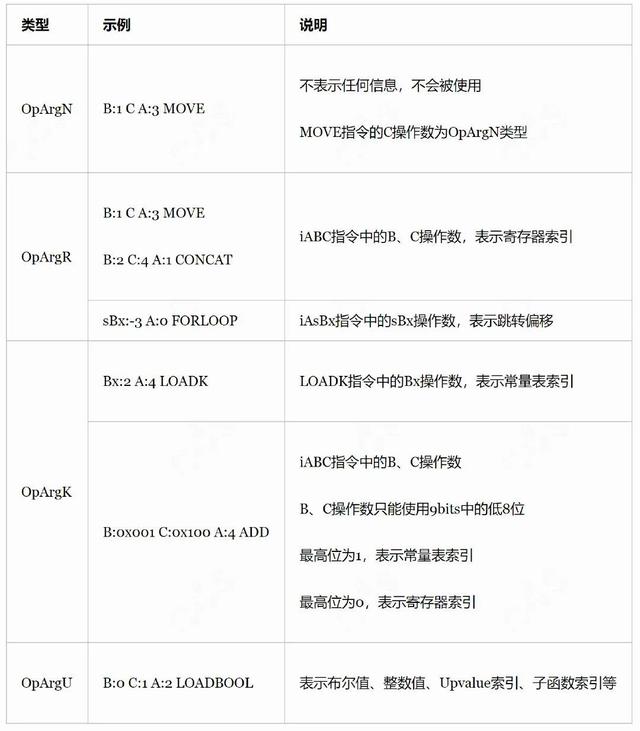 类型 示例 说明
OpArgN B:1 C A:3 MOVE 不表示任何信息，不会被使用
MOVE指令的C操作数为OpArgN类型
OpArgR B:1 C A:3 MOVE
B:2 C:4 A:1 CONCAT
iABC指令中的B、C操作数，表示寄存器索引
sBx:-3 A:0 FORLOOP iAsBx指令中的sBx操作数，表示跳转偏移
OpArgK Bx:2 A:4 LOADK LOADK指令中的Bx操作数，表示常量表索引
B:0x001 C:0x100 A:4 ADD iABC指令中的B、C操作数
B、C操作数只能使用9bits中的低8位
最高位为1，表示常量表索引
最高位为0，表示寄存器索引
OpArgU B:0 C:1 A:2 LOADBOOL 表示布尔值、整数值、Upvalue索引、子函数索引等